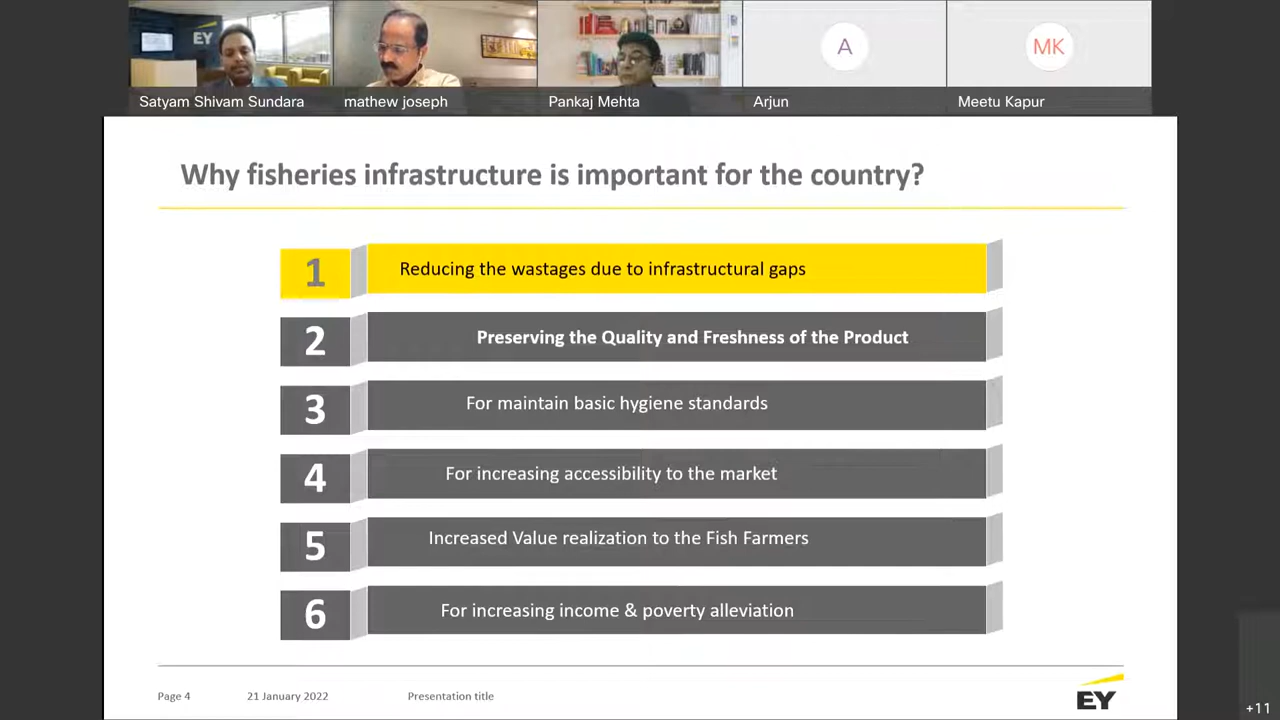 EY
Satyam Shivam Sundara
mathew joseph
Pankaj Mehta
A
Arjun
MK
Meetu Kapur
Why fisheries infrastructure is important for the country?
1 Reducing the wastages due to infrastructural gaps
2 Preserving the Quality and Freshness of the Product
3 For maintain basic hygiene standards
4 For increasing accessibility to the market
5 Increased Value realization to the Fish Farmers
6 For increasing income & poverty alleviation
Page 4 21 January 2022 Presentation title
EY
+11